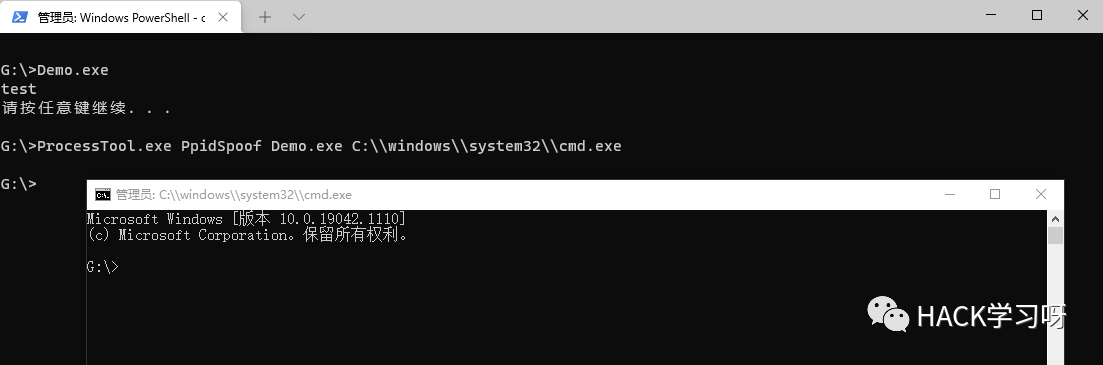 管理员: Windows PowerShell - c
G:\>Demo.exe
test
请按任意键继续. . .
G:\>ProcessTool.exe PpidSpoof Demo.exe C:\\windows\\system32\\cmd.exe
G:\>
管理员: C:\\windows\\system32\\cmd.exe
Microsoft Windows [版本 10.0.19042.1110]
(c) Microsoft Corporation。保留所有权利。
G:\>
HACK学习呀